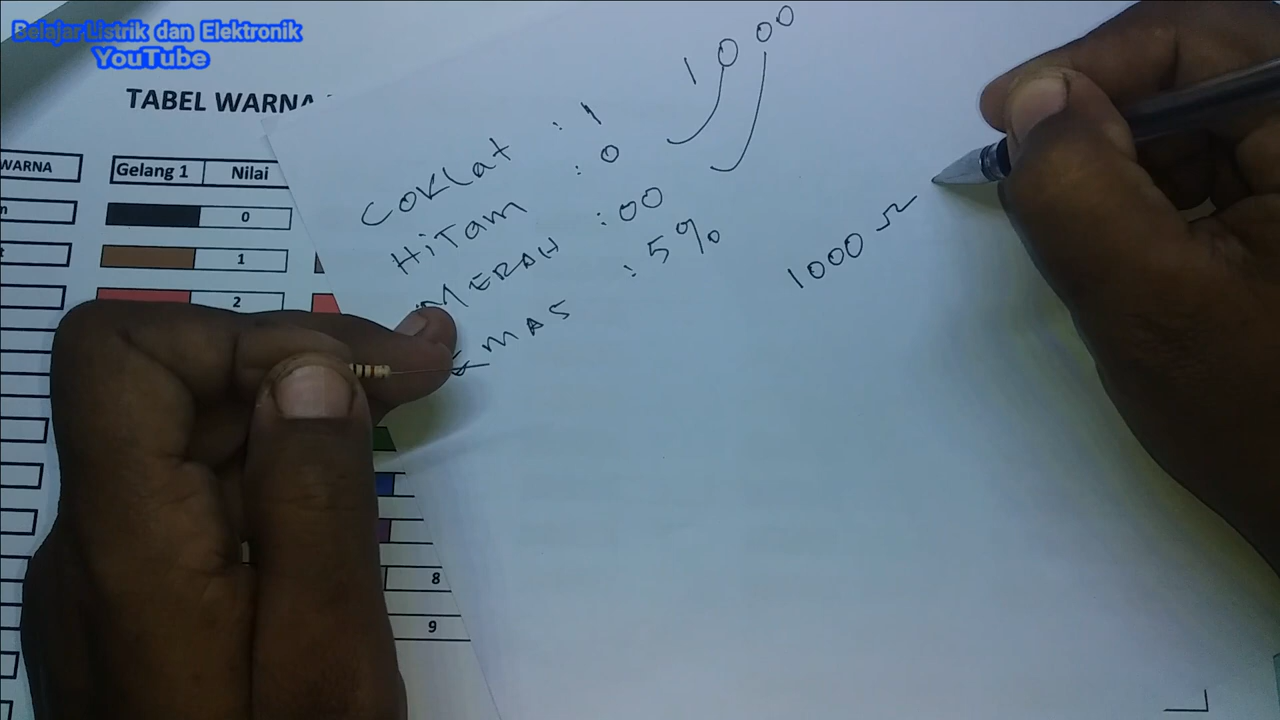 Belajar Listrik dan Elektronik
YouTube
TABEL WARNA
WARNA
Gelang 1 Nilai
0
1
2
8
9
1000
COKLat : 1
HiTam : 0
MERAH : 00
EMAS : 5%
1000 Ω